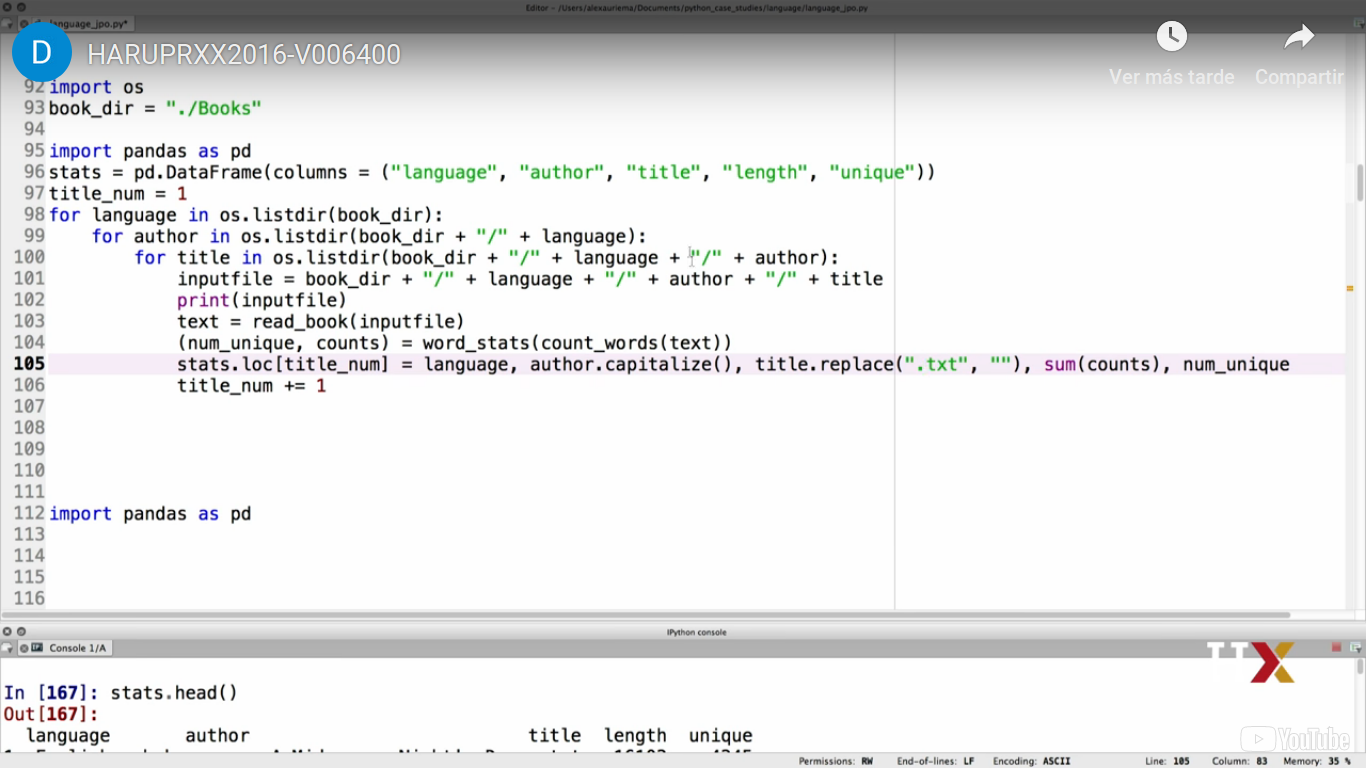 Editor - /Users/alexauriema/Documents/python_case_studies/language/language_jpo.py
language_jpo.py*
D HARUPRXX2016-V006400
Ver más tarde Compartir
92 import os
93 book_dir = "./Books"
94
95 import pandas as pd
96 stats = pd.DataFrame(columns = ("language", "author", "title", "length", "unique"))
97 title_num = 1
98 for language in os.listdir(book_dir):
99     for author in os.listdir(book_dir + "/" + language):
100         for title in os.listdir(book_dir + "/" + language + "/" + author):
101             inputfile = book_dir + "/" + language + "/" + author + "/" + title
102             print(inputfile)
103             text = read_book(inputfile)
104             (num_unique, counts) = word_stats(count_words(text))
105             stats.loc[title_num] = language, author.capitalize(), title.replace(".txt", ""), sum(counts), num_unique
106             title_num += 1
107
108
109
110
111
112 import pandas as pd
113
114
115
116
IPython console
Console 1/A
In [167]: stats.head()
Out[167]:
language author title length unique
YouTube
Permissions: RW End-of-lines: LF Encoding: ASCII Line: 105 Column: 83 Memory: 35 %